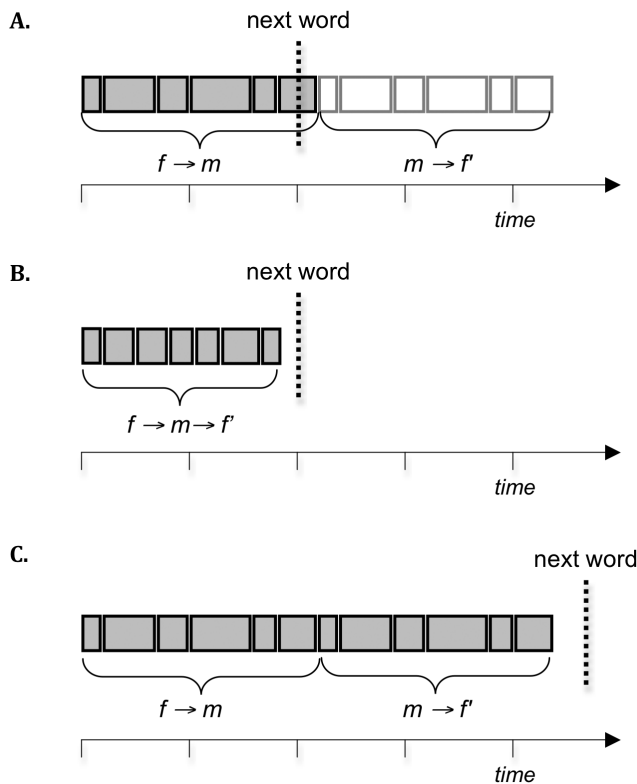 A.
next word
f → m
m → f'
time
B.
next word
f → m → f’
time
C.
next word
f → m
m → f'
time